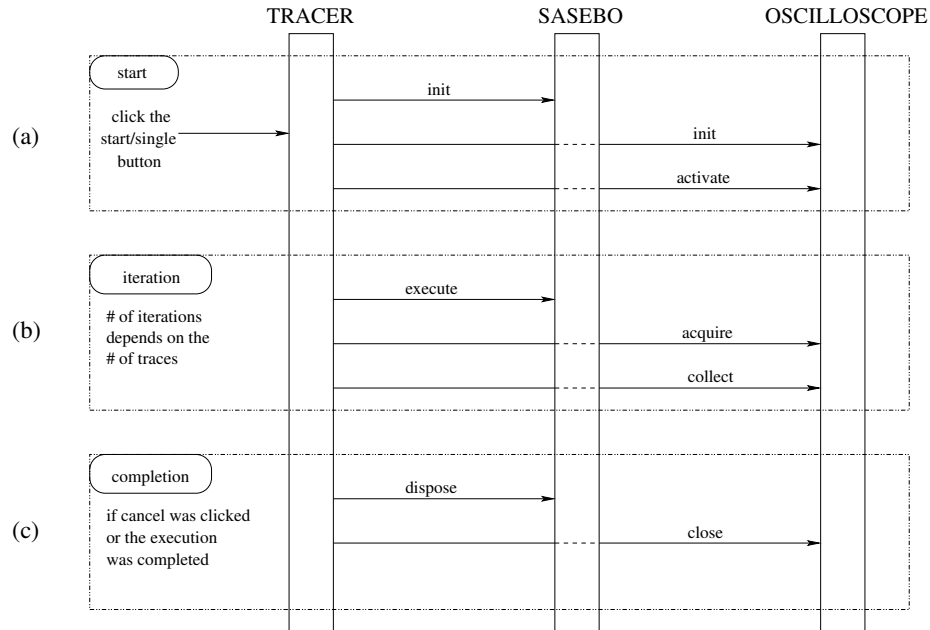 TRACER
SASEBO
OSCILLOSCOPE
(a)
start
click the
start/single
button
init
init
activate
(b)
iteration
# of iterations
depends on the
# of traces
execute
acquire
collect
(c)
completion
if cancel was clicked
or the execution
was completed
dispose
close